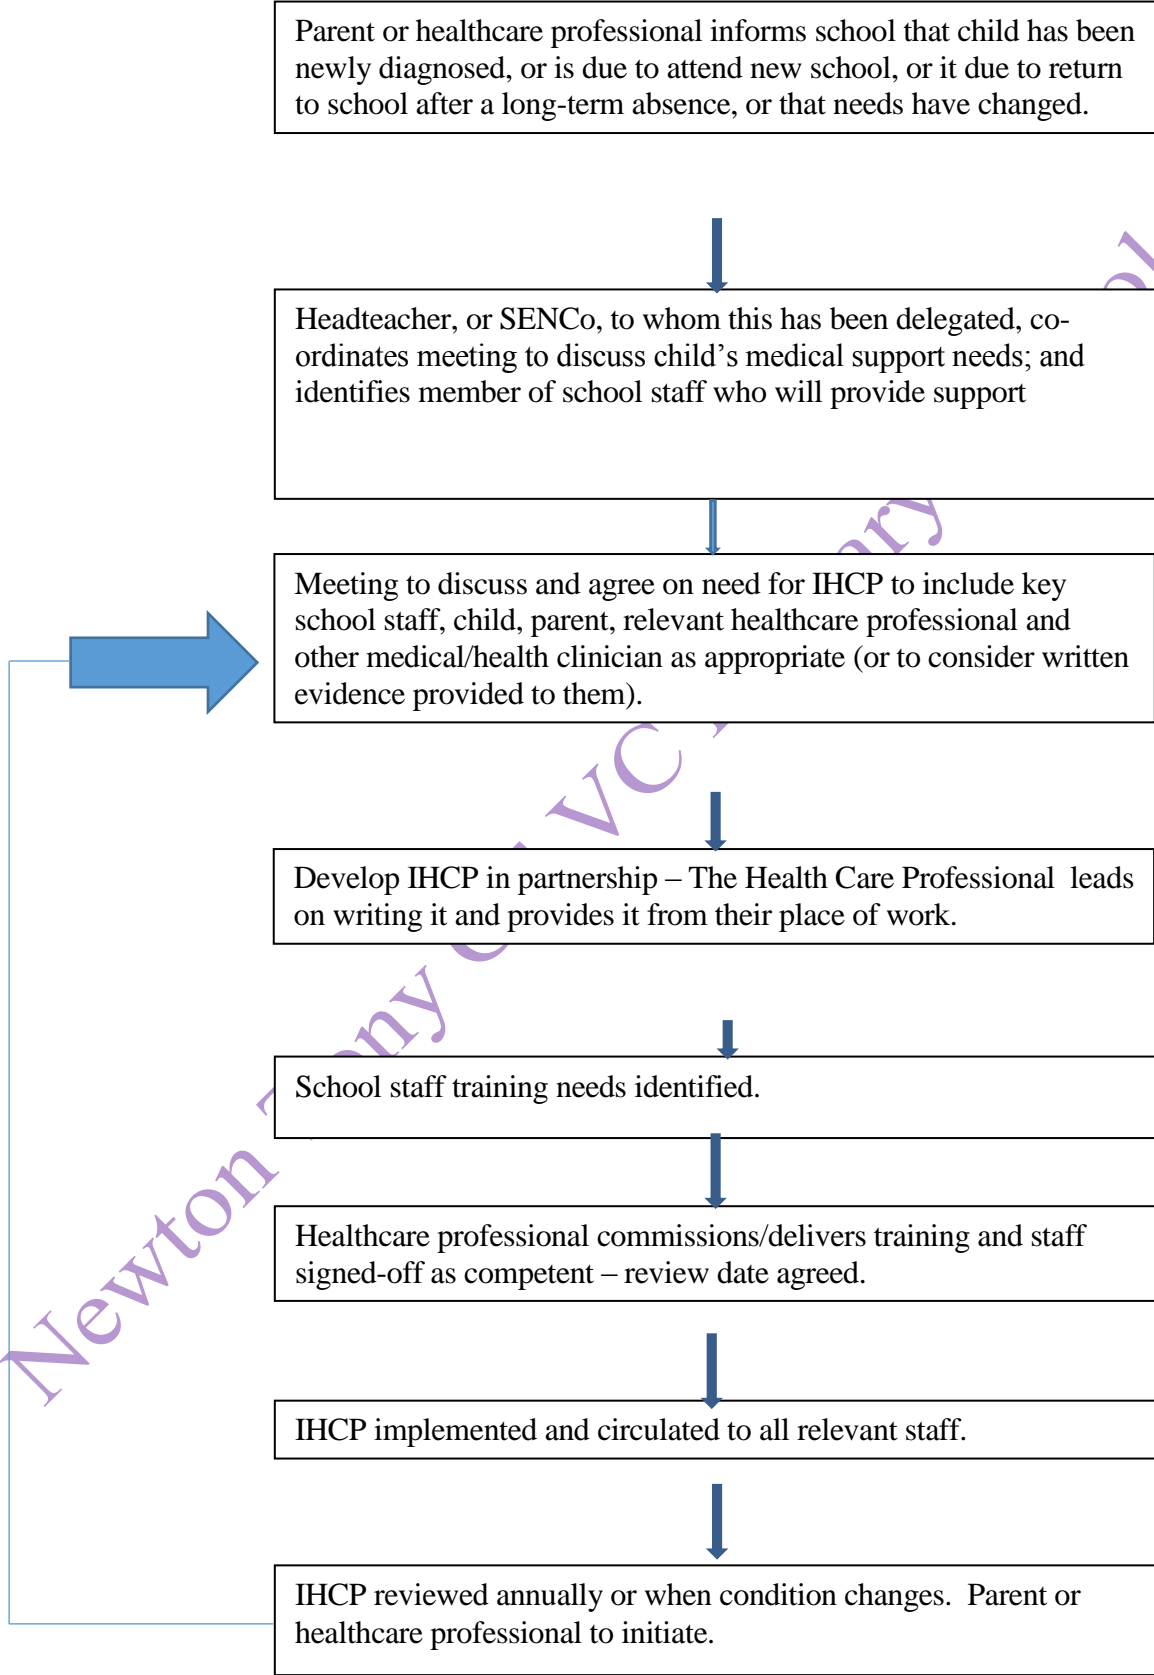 Parent or healthcare professional informs school that child has been
newly diagnosed, or is due to attend new school, or it due to return
to school after a long-term absence, or that needs have changed.
Headteacher, or SENCo, to whom this has been delegated, co-
ordinates meeting to discuss child’s medical support needs; and
identifies member of school staff who will provide support
Meeting to discuss and agree on need for IHCP to include key
school staff, child, parent, relevant healthcare professional and
other medical/health clinician as appropriate (or to consider written
evidence provided to them).
Develop IHCP in partnership – The Health Care Professional  leads
on writing it and provides it from their place of work.
School staff training needs identified.
Healthcare professional commissions/delivers training and staff
signed-off as competent – review date agreed.
IHCP implemented and circulated to all relevant staff.
IHCP reviewed annually or when condition changes.  Parent or
healthcare professional to initiate.
Newton VC